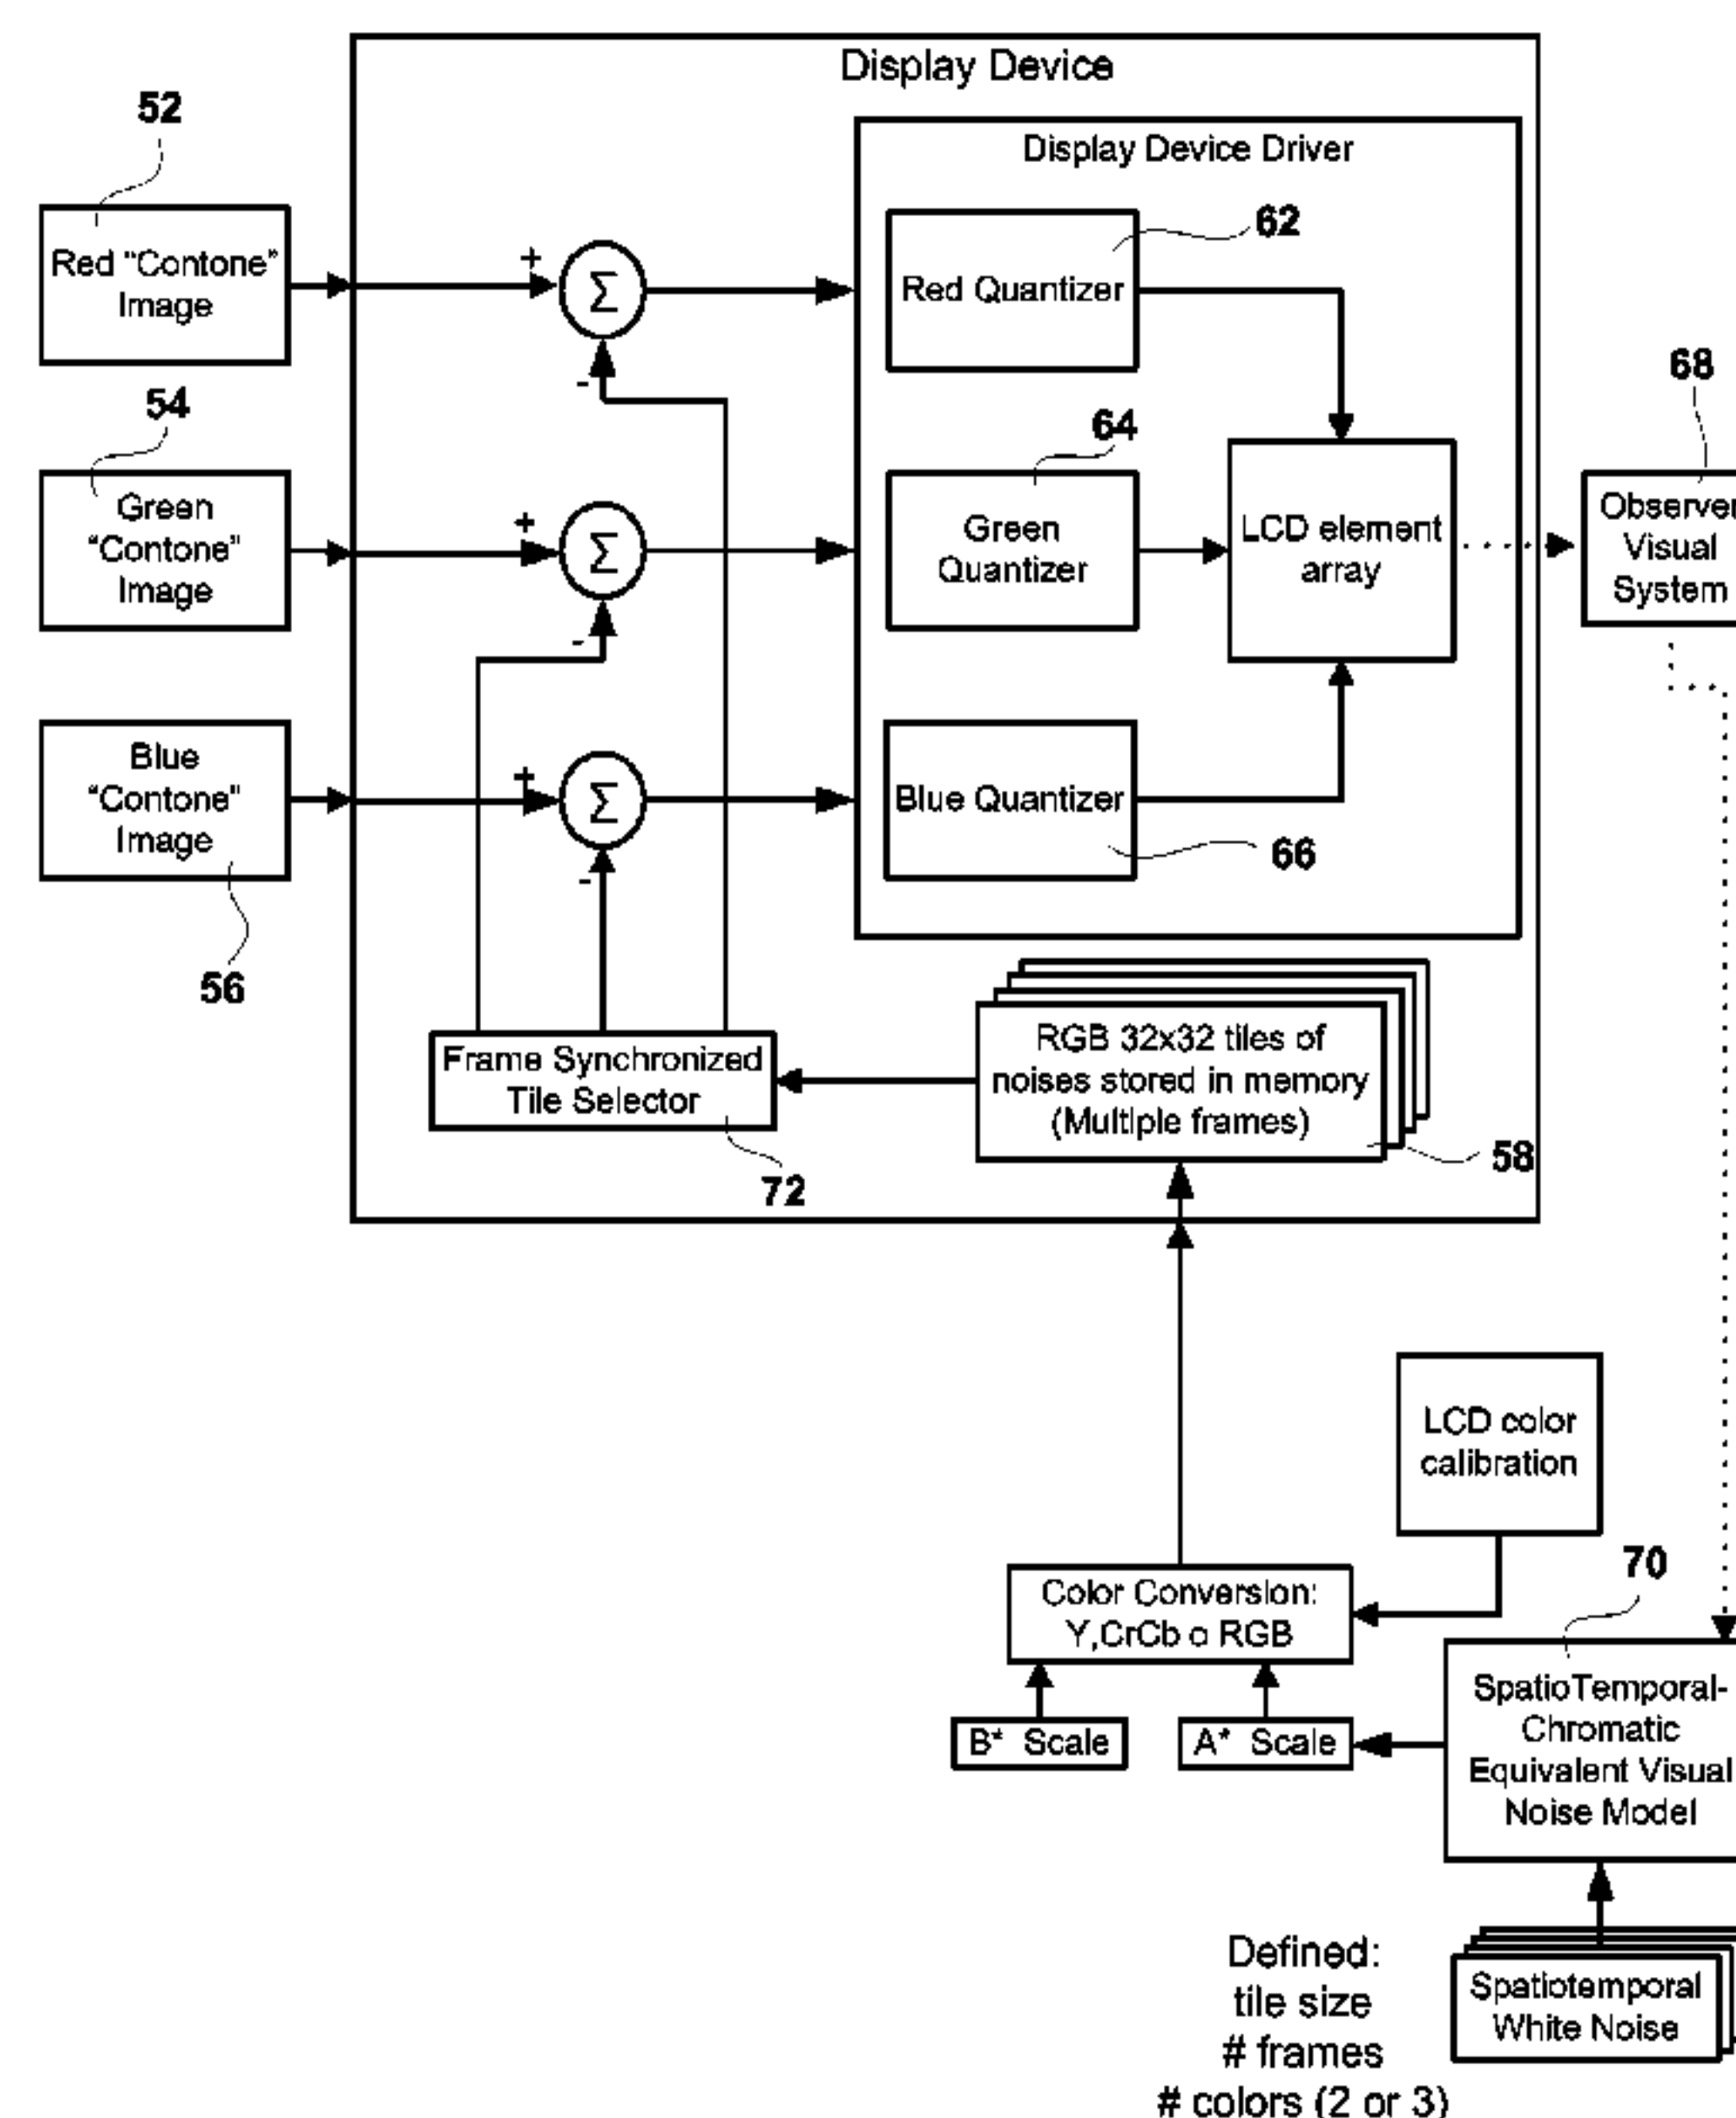 Display Device
52
Display Device Driver
62
Red "Contone"
Image
+
Σ
-
Red Quantizer
68
54
64
Green
"Contone"
Image
+
Σ
-
Green
Quantizer
LCD element
array
Observer
Visual
System
Blue
"Contone"
Image
+
Σ
-
Blue Quantizer
66
56
Frame Synchronized
Tile Selector
RGB 32x32 tiles of
noises stored in memory
(Multiple frames)
58
72
LCD color
calibration
70
Color Conversion:
Y,CrCb o RGB
B* Scale
A* Scale
SpatioTemporal-
Chromatic
Equivalent Visual
Noise Model
Defined:
tile size
# frames
# colors (2 or 3)
Spatiotemporal
White Noise